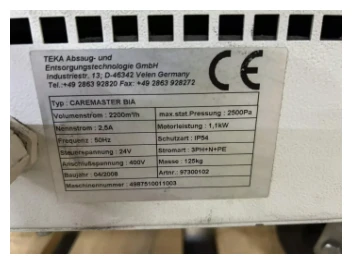 TEKA Absaug- und
Entsorgungstechnologie GmbH
Industriestr. 13; D-46342 Velen Germany
Tel.:+49 2863 92820 Fax: +49 2863 928272
CE
Typ : CAREMASTER BIA
Volumenstrom : 2200m³/h max.stat.Pressung : 2500Pa
Nennstrom : 2,5A Motorleistung : 1,1kW
Frequenz : 50Hz Schutzart : IP54
Steuerspannung : 24V Stromart : 3PH+N+PE
Anschlußspannung : 400V Masse : 125kg
Baujahr : 04/2008 Artnr.: 97300102
Maschinennummer : 4987510011003